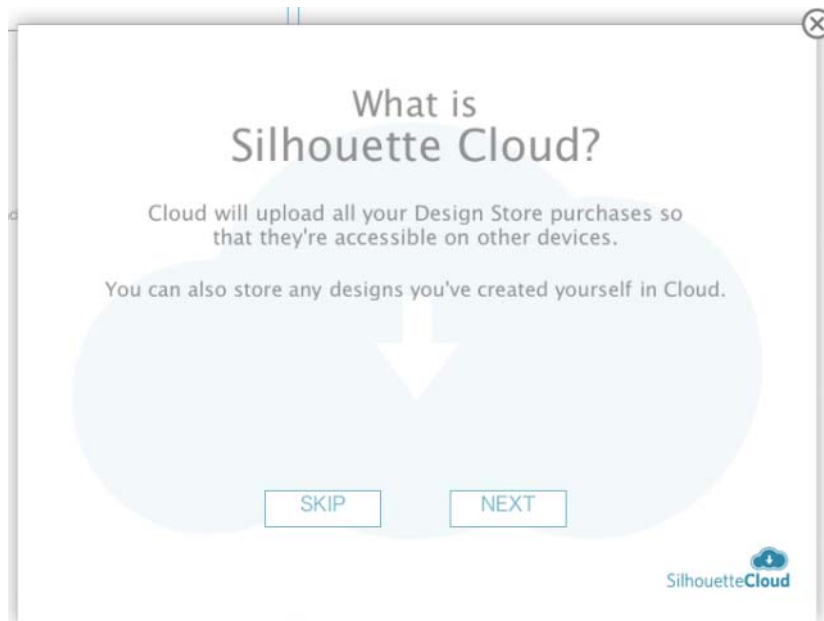 What is
Silhouette Cloud?
Cloud will upload all your Design Store purchases so
that they're accessible on other devices.
You can also store any designs you've created yourself in Cloud.
SKIP
NEXT
SilhouetteCloud